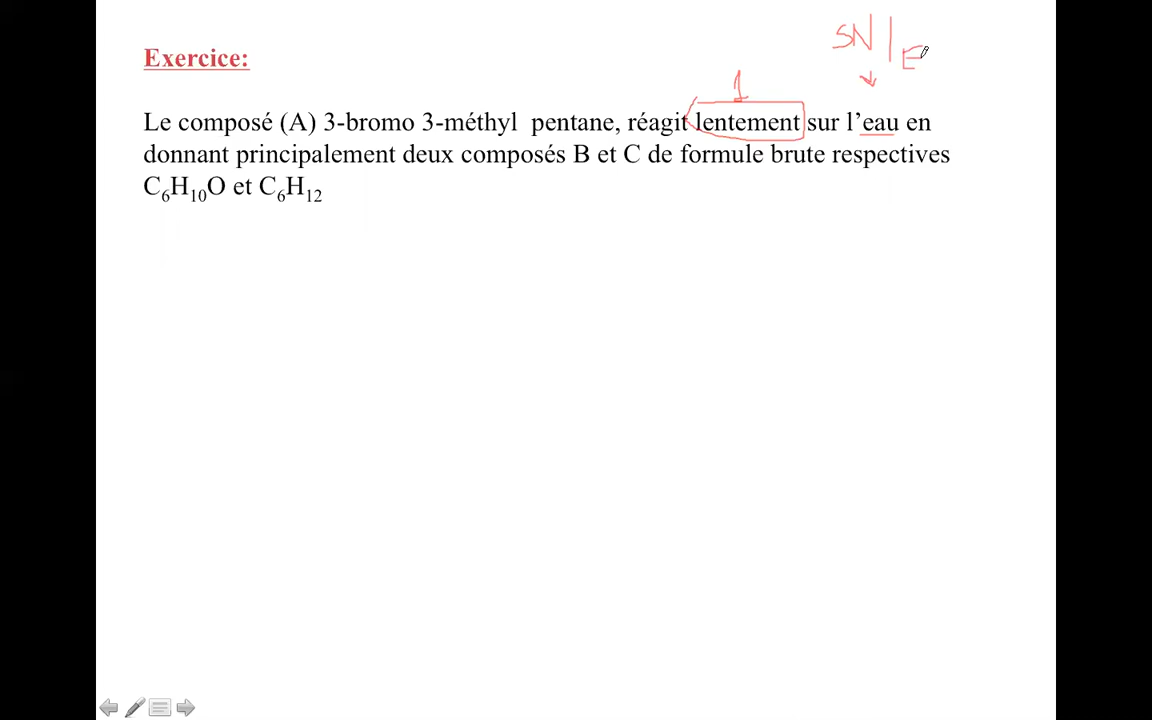 SN | E
Exercice:
1
Le composé (A) 3-bromo 3-méthyl pentane, réagit lentement sur l’eau en
donnant principalement deux composés B et C de formule brute respectives
C₆H₁₀O et C₆H₁₂